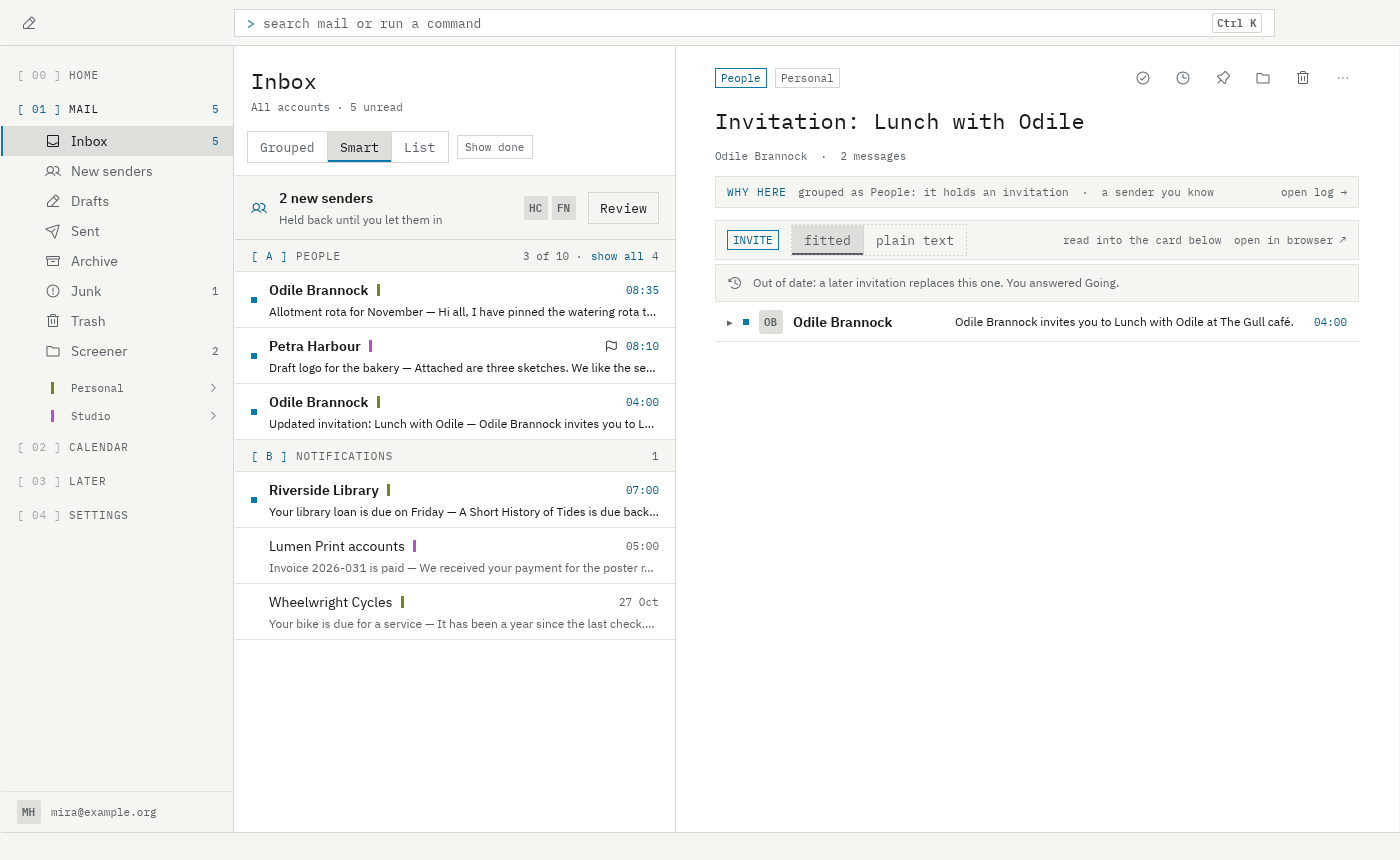 > search mail or run a command Ctrl K
[ 00 ] HOME
[ 01 ] MAIL 5
Inbox 5
New senders
Drafts
Sent
Archive
Junk 1
Trash
Screener 2
Personal
Studio
[ 02 ] CALENDAR
[ 03 ] LATER
[ 04 ] SETTINGS
MH mira@example.org
Inbox
All accounts · 5 unread
Grouped Smart List Show done
2 new senders
Held back until you let them in
HC FN Review
[ A ] PEOPLE 3 of 10 · show all 4
Odile Brannock 08:35
Allotment rota for November — Hi all, I have pinned the watering rota t…
Petra Harbour 08:10
Draft logo for the bakery — Attached are three sketches. We like the se…
Odile Brannock 04:00
Updated invitation: Lunch with Odile — Odile Brannock invites you to L…
[ B ] NOTIFICATIONS 1
Riverside Library 07:00
Your library loan is due on Friday — A Short History of Tides is due back…
Lumen Print accounts 05:00
Invoice 2026-031 is paid — We received your payment for the poster r…
Wheelwright Cycles 27 Oct
Your bike is due for a service — It has been a year since the last check.…
People Personal
Invitation: Lunch with Odile
Odile Brannock · 2 messages
WHY HERE grouped as People: it holds an invitation · a sender you know open log →
INVITE fitted plain text read into the card below open in browser ↗
Out of date: a later invitation replaces this one. You answered Going.
▸ OB Odile Brannock Odile Brannock invites you to Lunch with Odile at The Gull café. 04:00